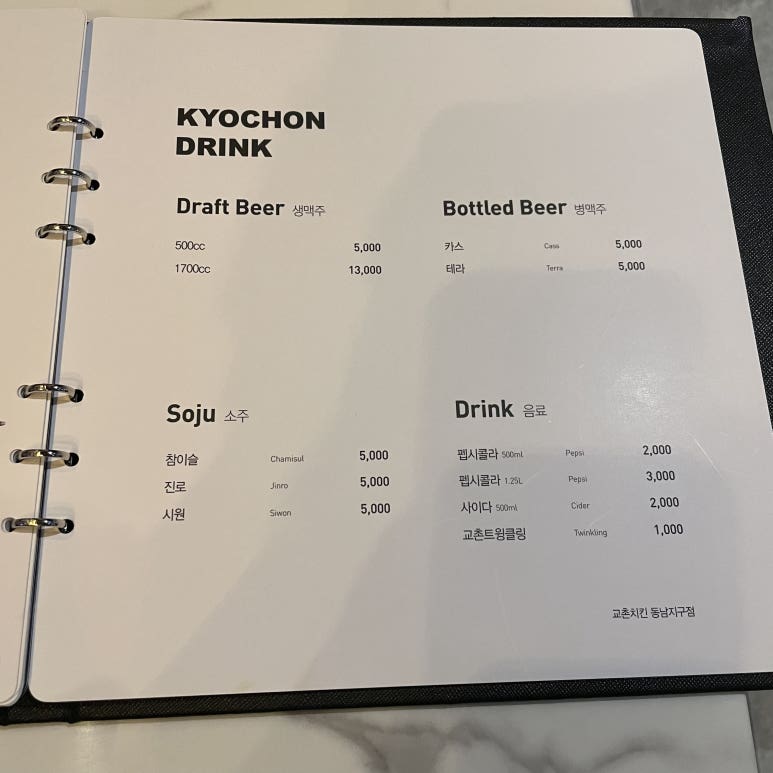 KYOCHON
DRINK
Draft Beer 생맥주
500cc 5,000
1700cc 13,000
Bottled Beer 병맥주
카스 Cass 5,000
테라 Terra 5,000
Soju 소주
참이슬 Chamisul 5,000
진로 Jinro 5,000
시원 Siwon 5,000
Drink 음료
펩시콜라 500ml Pepsi 2,000
펩시콜라 1.25L Pepsi 3,000
사이다 500ml Cider 2,000
교촌트윙클링 Twinkling 1,000
교촌치킨 동남지구점